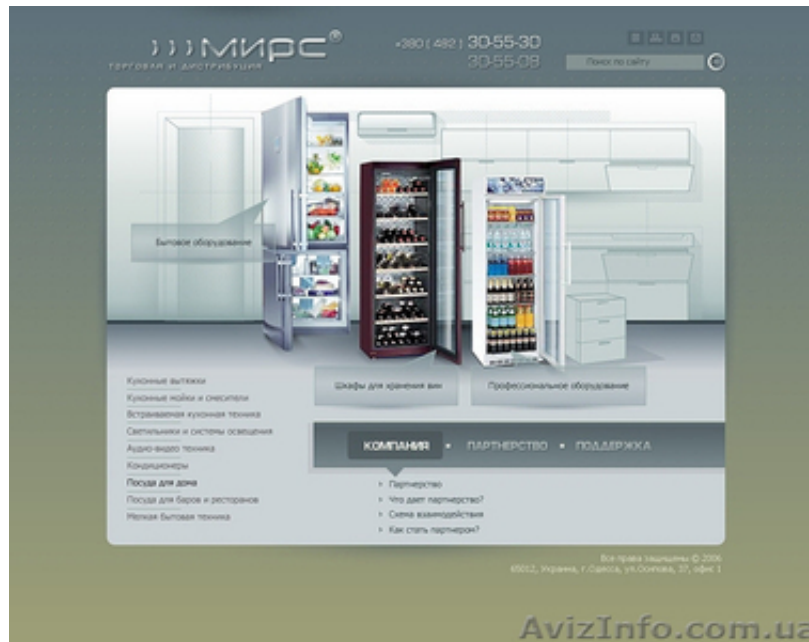 МИРС®
ТОРГОВЛЯ И ДИСТРИБУЦИЯ
+380 ( 482 ) 30-55-30
30-55-08
Поиск по сайту
Бытовое оборудование
Шкафы для хранения вин
Профессиональное оборудование
Кухонные вытяжки
Кухонные мойки и смесители
Встраиваемая кухонная техника
Светильники и системы освещения
Аудио-видео техника
Кондиционеры
Посуда для дома
Посуда для баров и ресторанов
Мелкая бытовая техника
КОМПАНИЯ ▪ ПАРТНЕРСТВО ▪ ПОДДЕРЖКА
Партнерство
Что дает партнерство?
Схема взаимодействия
Как стать партнером?
Все права защищены © 2006
65012, Украина, г.Одесса, ул.Осипова, 37, офис 1
AvizInfo.com.ua